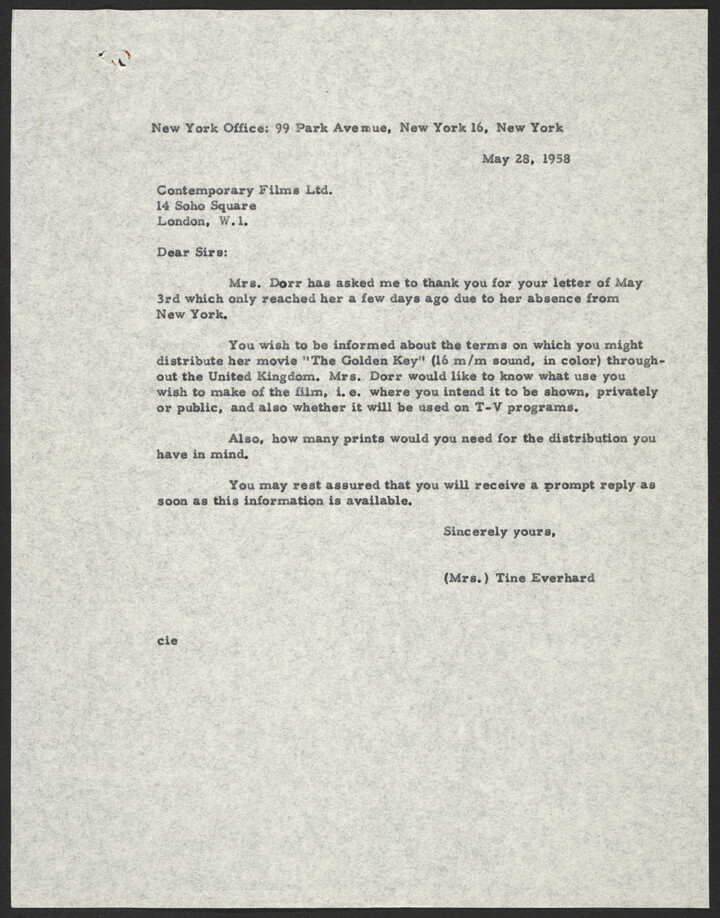 New York Office: 99 Park Avenue, New York 16, New York
May 28, 1958
Contemporary Films Ltd.
14 Soho Square
London, W.1.
Dear Sirs:
Mrs. Dorr has asked me to thank you for your letter of May
3rd which only reached her a few days ago due to her absence from
New York.
You wish to be informed about the terms on which you might
distribute her movie "The Golden Key" (16 m/m sound, in color) through-
out the United Kingdom. Mrs. Dorr would like to know what use you
wish to make of the film, i.e. where you intend it to be shown, privately
or public, and also whether it will be used on T-V programs.
Also, how many prints would you need for the distribution you
have in mind.
You may rest assured that you will receive a prompt reply as
soon as this information is available.
Sincerely yours,
(Mrs.) Tine Everhard
cie